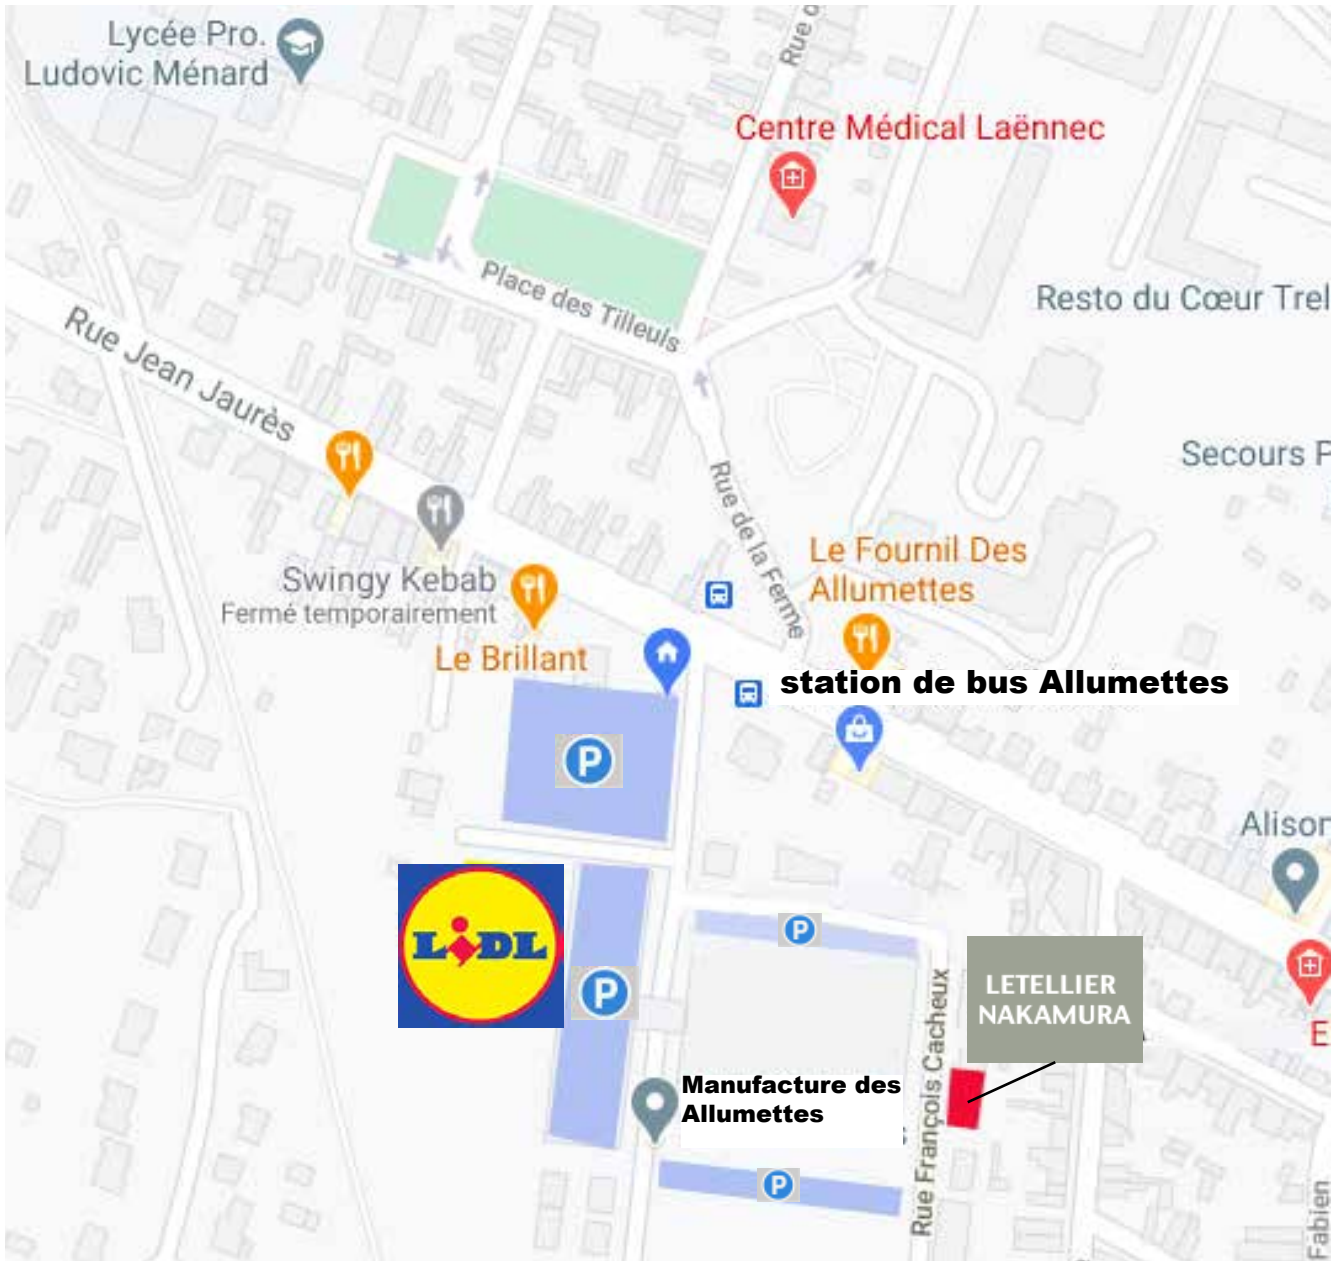 Lycée Pro.
Ludovic Ménard
Centre Médical Laënnec
Place des Tilleuls
Resto du Cœur Trel
Rue Jean Jaurès
Secours P
Rue de la Ferme
Le Fournil Des
Allumettes
Swingy Kebab
Fermé temporairement
Le Brillant
station de bus Allumettes
P
Alisor
LIDL
P
P
LETELLIER
NAKAMURA
E
Manufacture des
Allumettes
Rue François Cacheux
P
Fabien